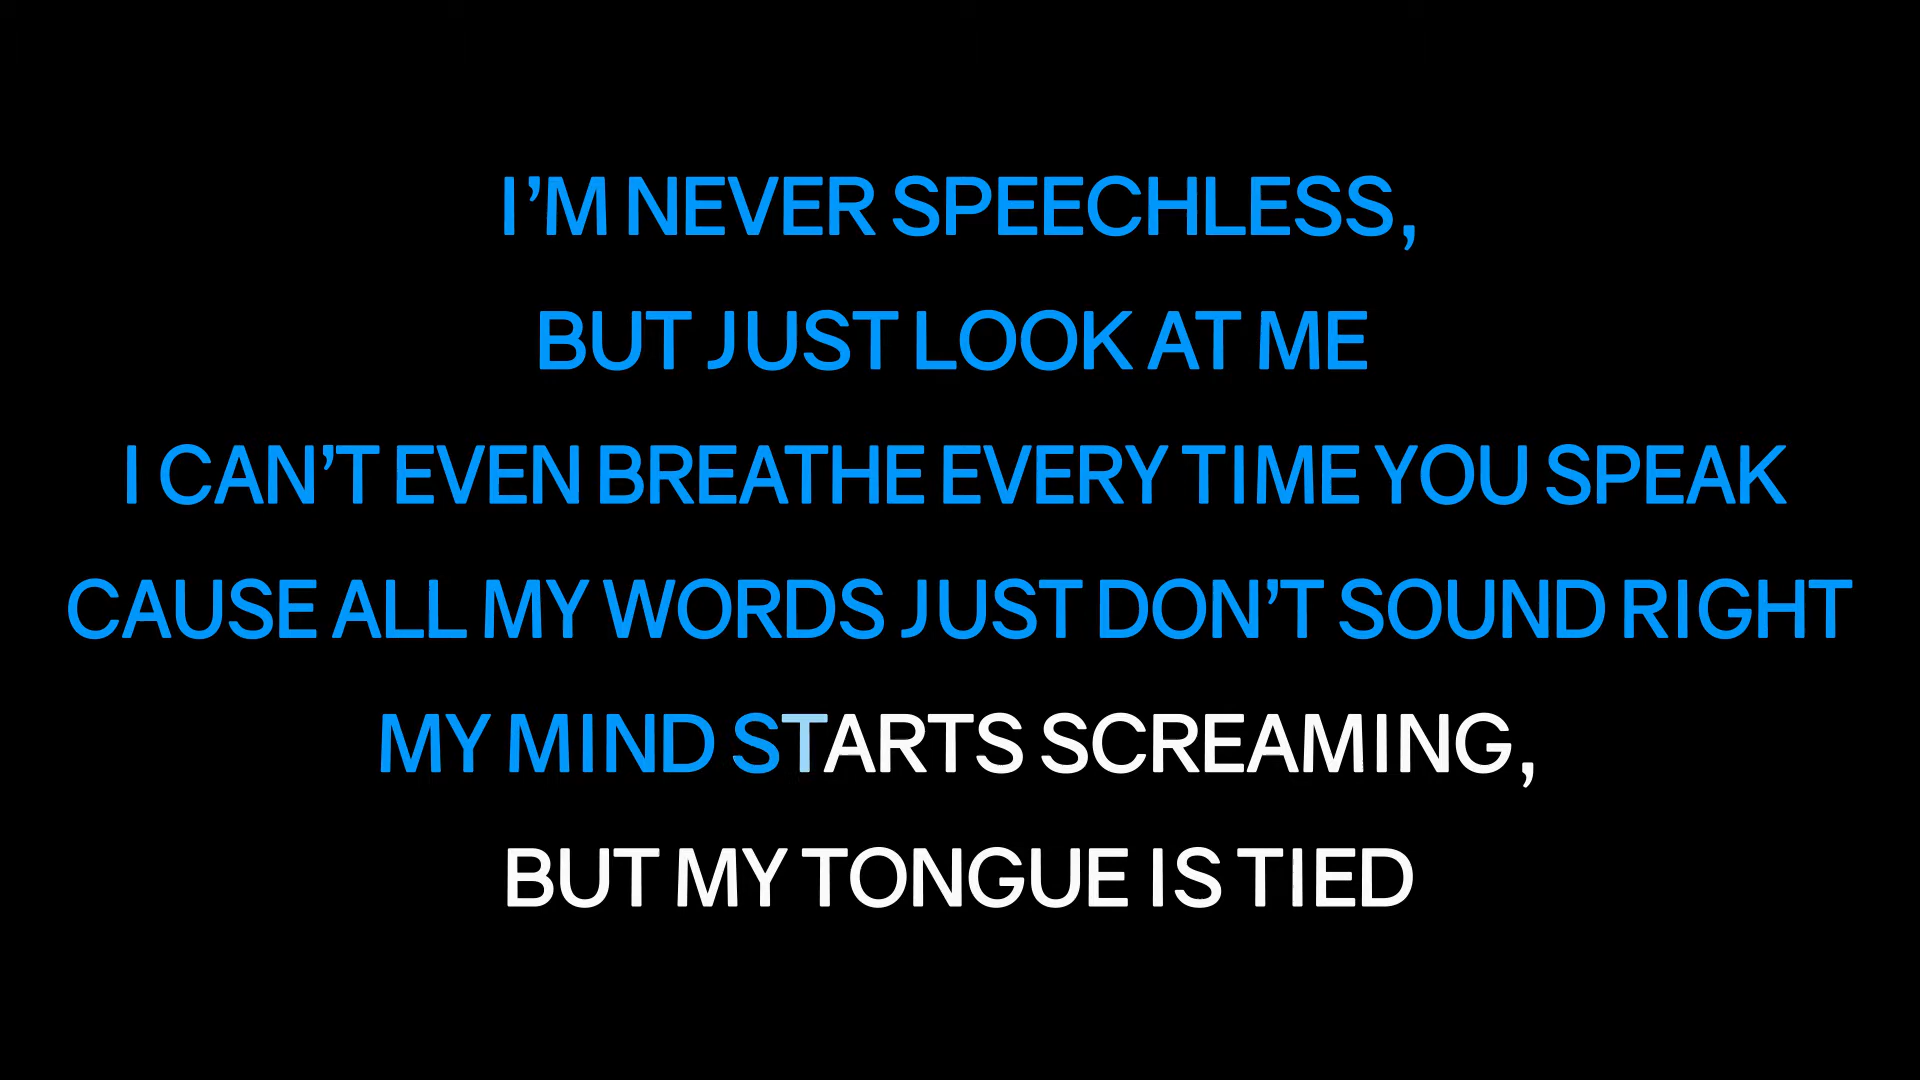 I’M NEVER SPEECHLESS,
BUT JUST LOOK AT ME
I CAN’T EVEN BREATHE EVERY TIME YOU SPEAK
CAUSE ALL MY WORDS JUST DON’T SOUND RIGHT
MY MIND STARTS SCREAMING,
BUT MY TONGUE IS TIED